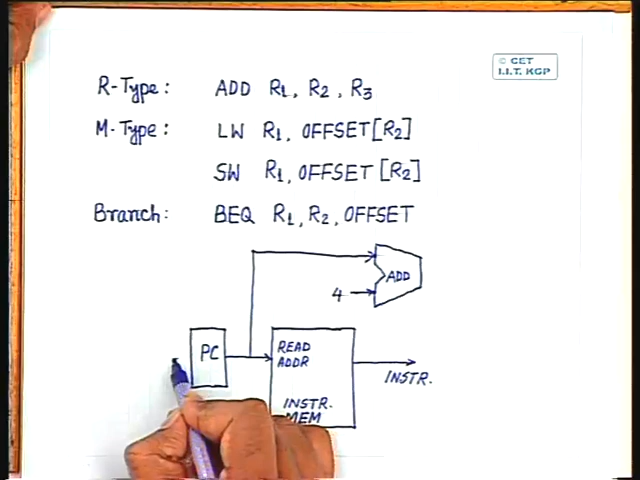 © CET
I.I.T. KGP
R-Type: ADD R1, R2, R3
M-Type: LW R1, OFFSET[R2]
SW R1, OFFSET[R2]
Branch: BEQ R1, R2, OFFSET
ADD
4
PC
READ
ADDR
INSTR.
INSTR.
MEM